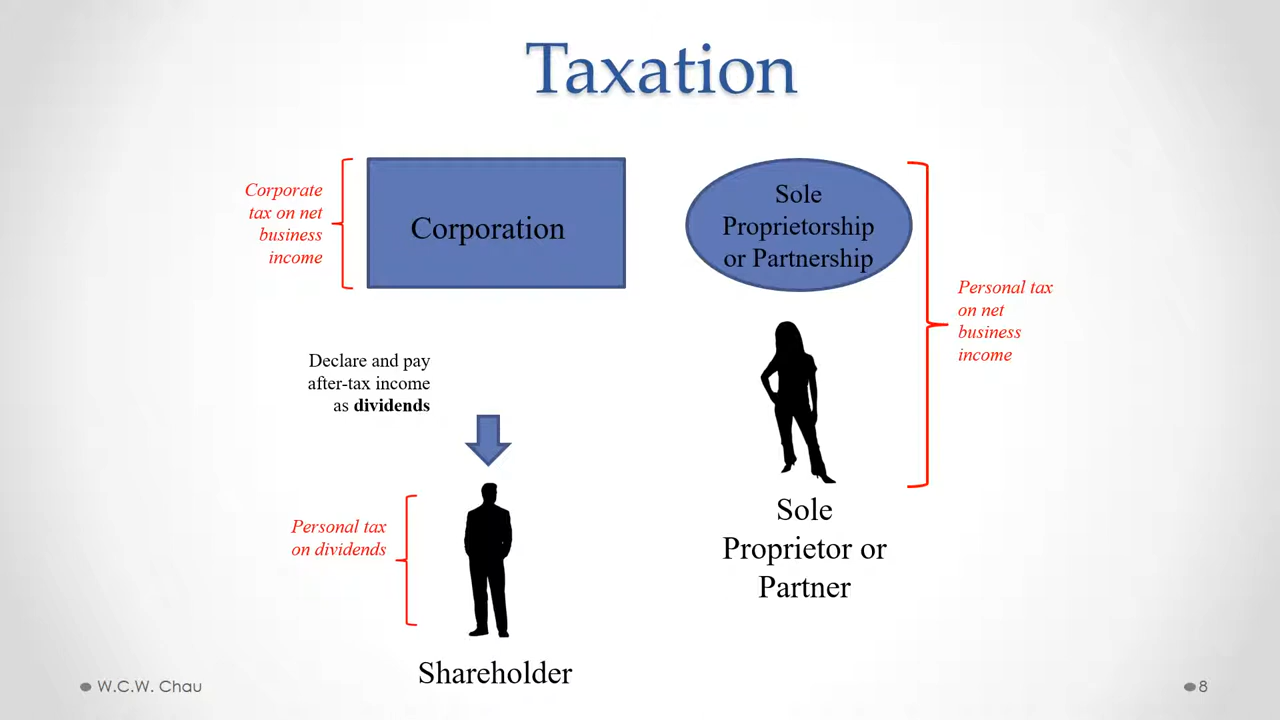 Taxation
Corporate
tax on net
business
income
Corporation
Sole
Proprietorship
or Partnership
Personal tax
on net
business
income
Declare and pay
after-tax income
as dividends
Personal tax
on dividends
Shareholder
Sole
Proprietor or
Partner
W.C.W. Chau
8